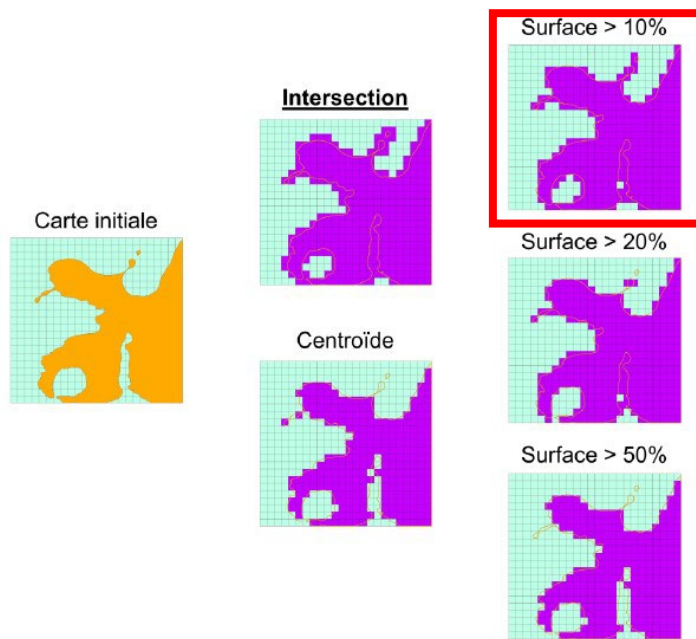 Surface > 10%
Intersection
Carte initiale
Surface > 20%
Centroïde
Surface > 50%